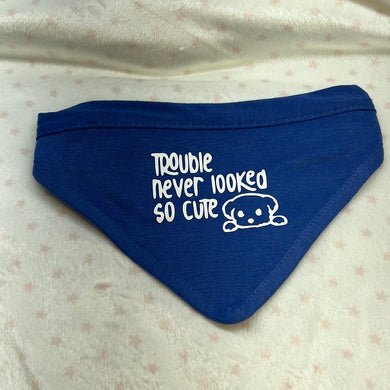 Trouble
never looked
so cute